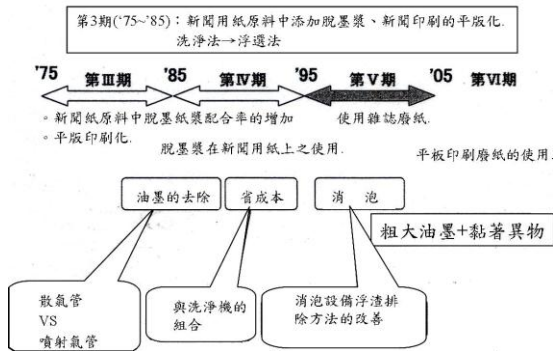 第3期('75~'85)：新聞用紙原料中添加脫墨漿、新聞印刷的平版化.
洗淨法→浮選法
'75 第Ⅲ期 '85 第Ⅳ期 '95 第Ⅴ期 '05 第Ⅵ期
。新聞紙原料中脫墨紙漿配合率的增加
。平版印刷化.
使用雜誌廢紙.
脫墨漿在新聞用紙上之使用.
平板印刷廢紙的使用.
油墨的去除
省成本
消 泡
粗大油墨+黏著異物
散氣管
VS
噴射氣管
與洗淨機的
組合
消泡設備浮渣排
除方法的改善